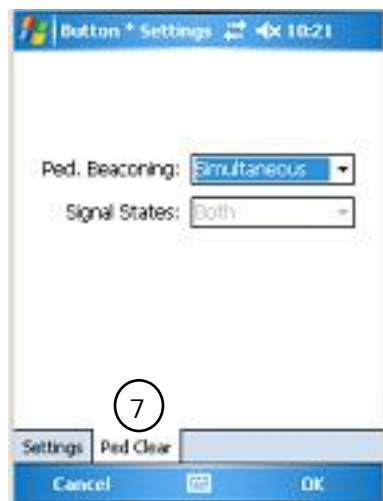 Button * Settings 10:21
Ped. Beaconing: Simultaneous
Signal States: Both
7
Settings Ped Clear
Cancel OK